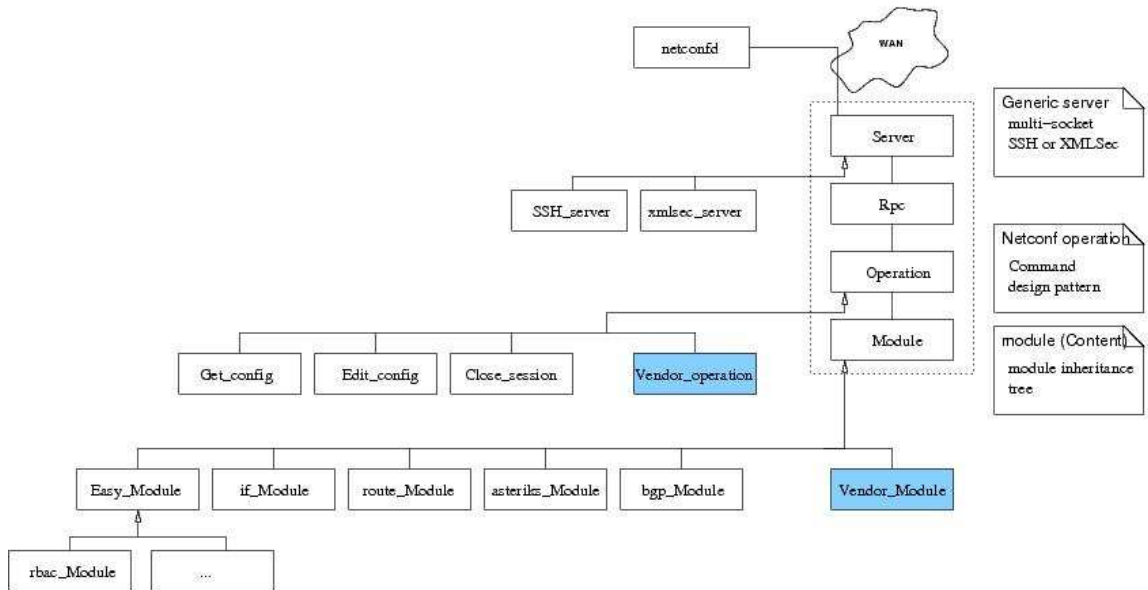 netconfd
WAN
Generic server
multi-socket
SSH or XMLSec
Server
SSH_server
xmlsec_server
Rpc
Netconf operation
Command
design pattern
Operation
Module
module (Content)
module inheritance
tree
Get_config
Edit_config
Close_session
Vendor_operation
Easy_Module
if_Module
route_Module
asteriks_Module
bgp_Module
Vendor_Module
rbac_Module
...